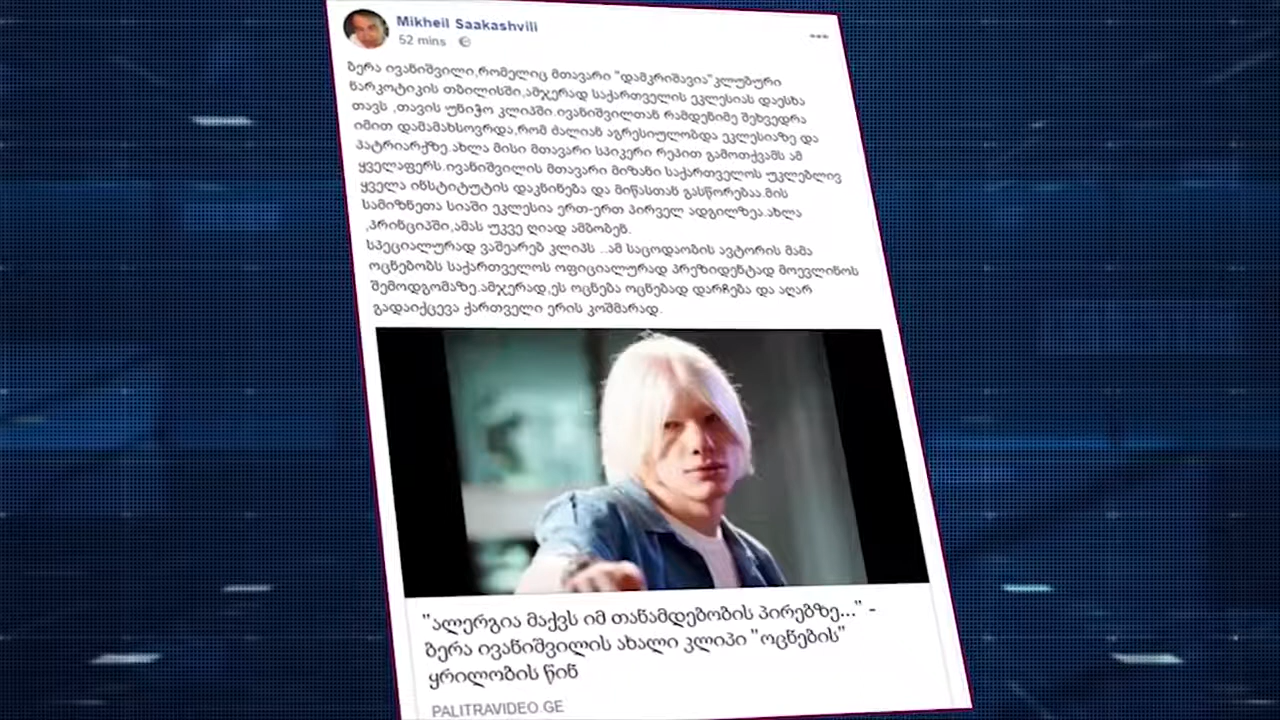 Mikheil Saakashvili
52 mins
ბერა ივანიშვილი,რომელიც მთავარი "დამკრიშავია"კლუბური
ნარკოტიკის თბილისში,ამჯერად საქართველოს ეკლესიას დაესხა
თავს ,თავის უნიჭო კლიპში.ივანიშვილთან რამდენიმე შეხვედრა
იმით დამამახსოვრდა,რომ ძალიან აგრესიულობდა ეკლესიაზე და
პატრიარქზე.ახლა მისი მთავარი სპიკერი რეპით გამოთქვამს ამ
ყველაფერს.ივანიშვილის მთავარი მიზანი საქართველოს უკლებლივ
ყველა ინსტიტუტის დაკნინება და მიწასთან გასწორებაა.მის
სამიზნეთა სიაში ეკლესია ერთ-ერთ პირველ ადგილზეა.ახლა
,პრინციპში,ამას უკვე ღიად ამბობენ.
სპეციალურად ვაშეარებ კლიპს ..ამ საცოდაობის ავტორის მამა
ოცნებობს საქართველოს ოფიციალურად პრეზიდენტად მოევლინოს
შემოდგომაზე.ამჯერად,ეს ოცნება ოცნებად დარჩება და აღარ
გადაიქცევა ქართველი ერის კოშმარად.
"ალერგია მაქვს იმ თანამდებობის პირებზე..." -
ბერა ივანიშვილის ახალი კლიპი "ოცნების"
ყრილობის წინ
PALITRAVIDEO.GE